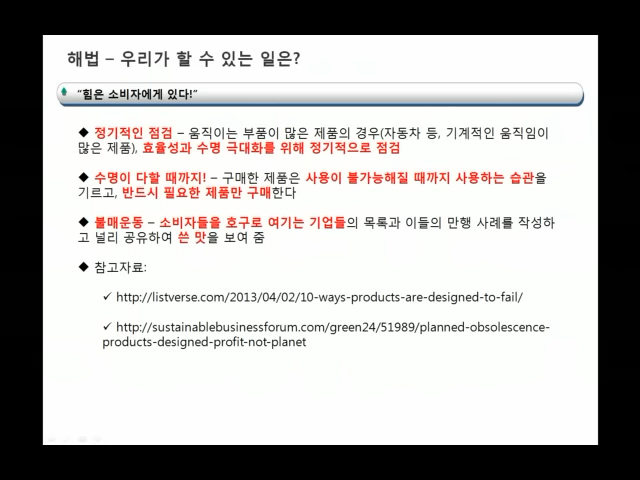 해법 – 우리가 할 수 있는 일은?
“힘은 소비자에게 있다!”
◆ 정기적인 점검 – 움직이는 부품이 많은 제품의 경우(자동차 등, 기계적인 움직임이
많은 제품), 효율성과 수명 극대화를 위해 정기적으로 점검
◆ 수명이 다할 때까지! – 구매한 제품은 사용이 불가능해질 때까지 사용하는 습관을
기르고, 반드시 필요한 제품만 구매한다
◆ 불매운동 – 소비자들을 호구로 여기는 기업들의 목록과 이들의 만행 사례를 작성하
고 널리 공유하여 쓴 맛을 보여 줌
◆ 참고자료:
✓ http://listverse.com/2013/04/02/10-ways-products-are-designed-to-fail/
✓ http://sustainablebusinessforum.com/green24/51989/planned-obsolescence-
products-designed-profit-not-planet